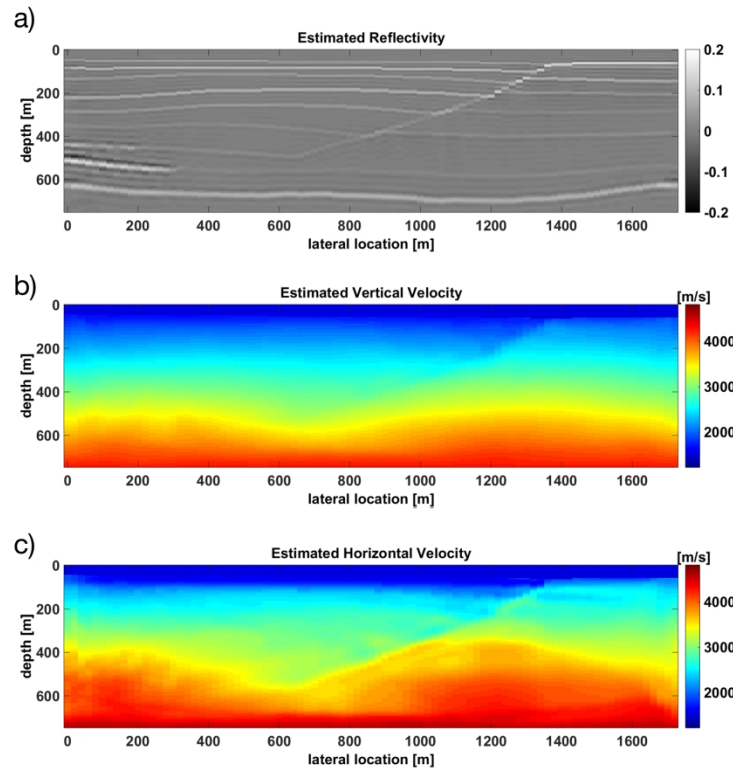 a)
Estimated Reflectivity
0
200
400
600
depth [m]
0 200 400 600 800 1000 1200 1400 1600
lateral location [m]
0.2
0.1
0
-0.1
-0.2
b)
Estimated Vertical Velocity
[m/s]
0
200
400
600
depth [m]
0 200 400 600 800 1000 1200 1400 1600
lateral location [m]
4000
3000
2000
c)
Estimated Horizontal Velocity
[m/s]
0
200
400
600
depth [m]
0 200 400 600 800 1000 1200 1400 1600
lateral location [m]
4000
3000
2000